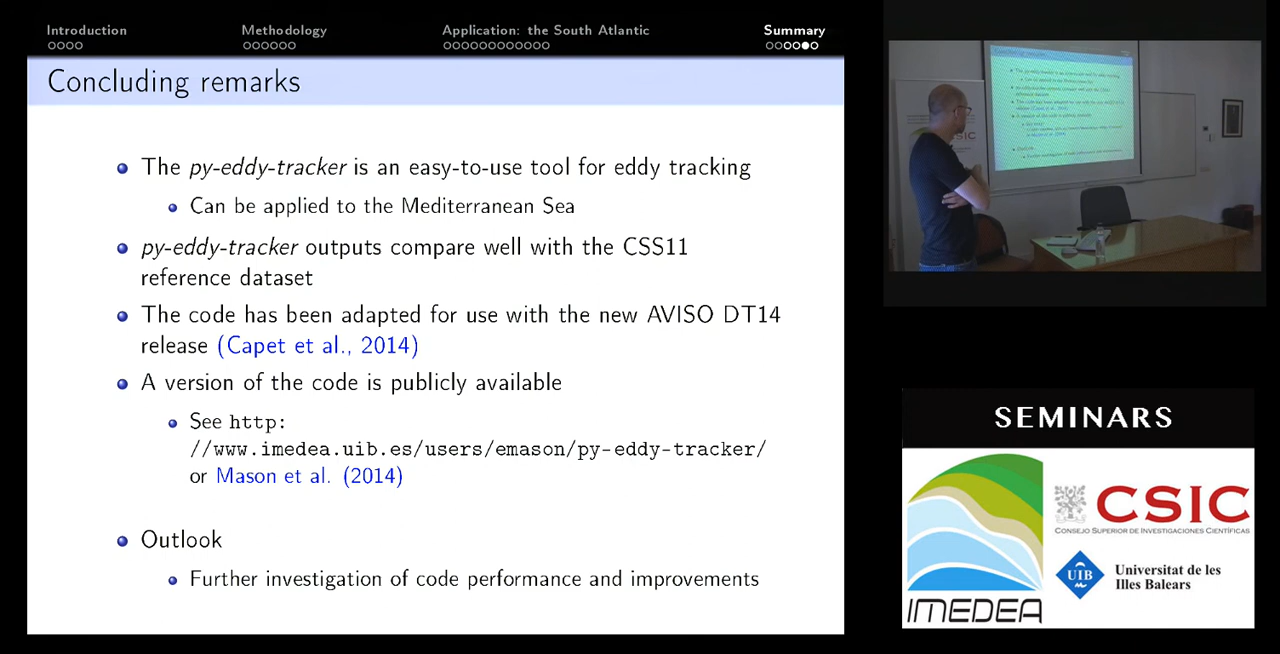 Introduction
Methodology
Application: the South Atlantic
Summary
Concluding remarks
The py-eddy-tracker is an easy-to-use tool for eddy tracking
Can be applied to the Mediterranean Sea
py-eddy-tracker outputs compare well with the CSS11
reference dataset
The code has been adapted for use with the new AVISO DT14
release (Capet et al., 2014)
A version of the code is publicly available
See http:
//www.imedea.uib.es/users/emason/py-eddy-tracker/
or Mason et al. (2014)
Outlook
Further investigation of code performance and improvements
CSIC
SEMINARS
IMEDEA
CSIC
CONSEJO SUPERIOR DE INVESTIGACIONES CIENTÍFICAS
UIB
Universitat de les
Illes Balears